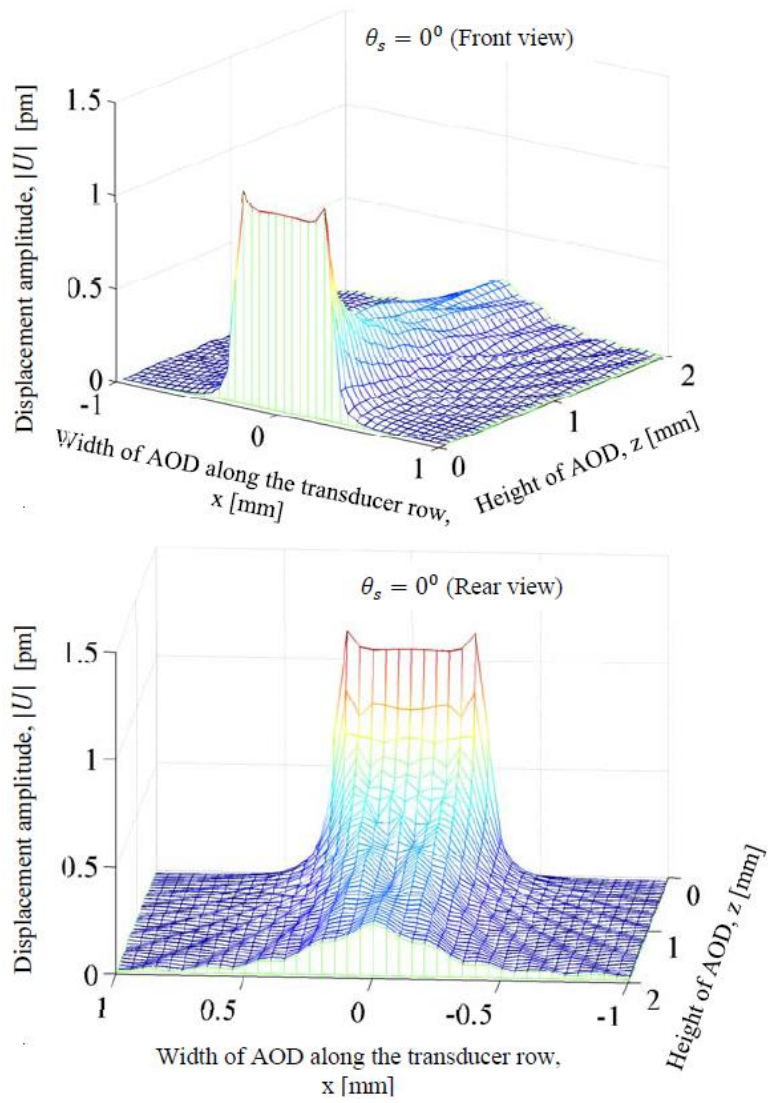 θₛ = 0⁰ (Front view)
Displacement amplitude, |U| [pm]
1.5
1
0.5
0
-1
0
1
0
1
2
Width of AOD along the transducer row,
x [mm]
Height of AOD, z [mm]
θₛ = 0⁰ (Rear view)
Displacement amplitude, |U| [pm]
1.5
1
0.5
0
1
0.5
0
-0.5
-1
0
1
2
Height of AOD, z [mm]
Width of AOD along the transducer row,
x [mm]